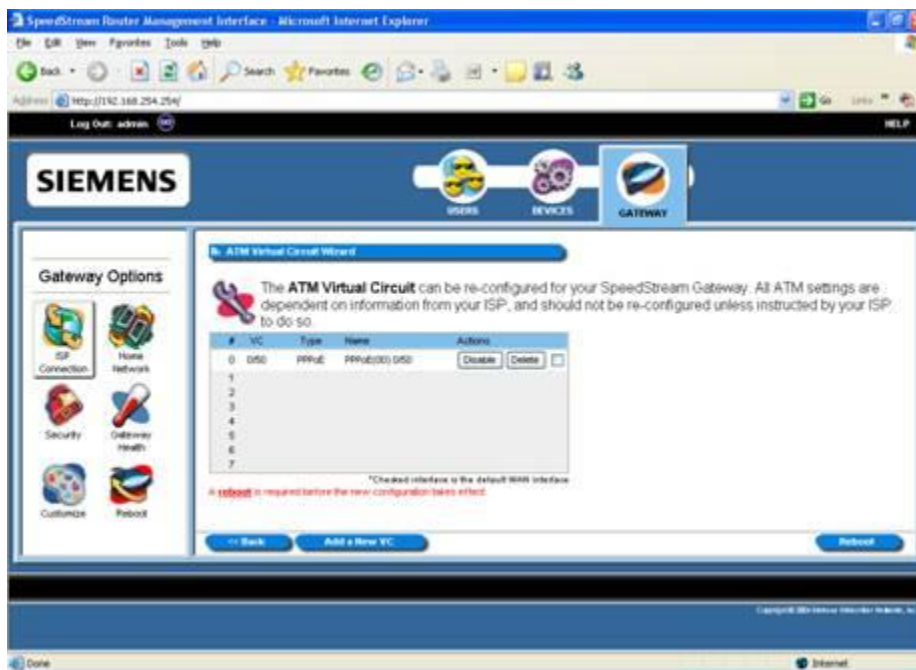 SpeedStream Router Management Interface - Microsoft Internet Explorer
File Edit View Favorites Tools Help
Back Search Favorites
Address http://192.168.254.254/ Go Links
Log Out: admin
HELP
SIEMENS
USERS
DEVICES
GATEWAY
Gateway Options
ISP Connection
Home Network
Security
Gateway Health
Customize
Reboot
ATM Virtual Circuit Wizard
The ATM Virtual Circuit can be re-configured for your SpeedStream Gateway. All ATM settings are
dependent on information from your ISP, and should not be re-configured unless instructed by your ISP
to do so.
# VC Type Name Actions
0 0/50 PPPoE PPPoE(00) 0/50 Disable Delete
1
2
3
4
5
6
7
*Checked interface is the default WAN interface
A reboot is required before the new configuration takes effect.
<< Back
Add a New VC
Reboot
Done
Internet